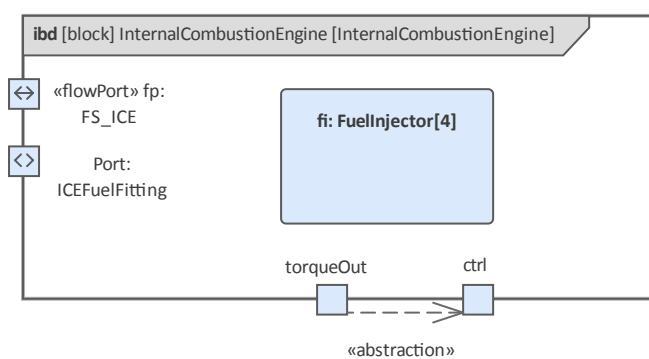 ibd [block] InternalCombustionEngine [InternalCombustionEngine]
«flowPort» fp:
FS_ICE
fi: FuelInjector[4]
Port:
ICEFuelFitting
torqueOut
ctrl
«abstraction»